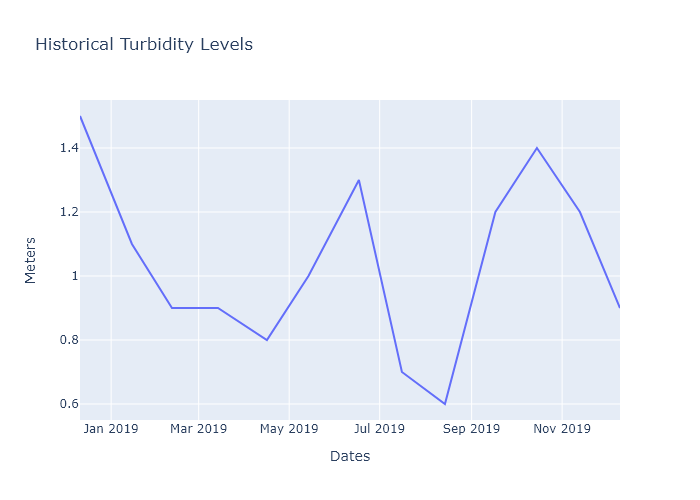 Historical Turbidity Levels
1.4
1.2
1
0.8
0.6
Meters
Jan 2019
Mar 2019
May 2019
Jul 2019
Sep 2019
Nov 2019
Dates